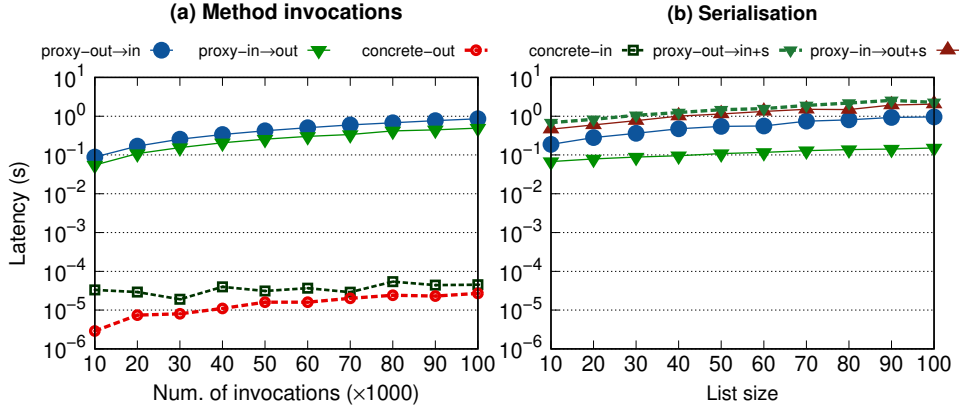 (a) Method invocations
(b) Serialisation
proxy−out→in proxy−in→out concrete−out
concrete−in proxy−out→in+s proxy−in→out+s
Latency (s)
10^1
10^0
10^−1
10^−2
10^−3
10^−4
10^−5
10^−6
10 20 30 40 50 60 70 80 90 100
Num. of invocations (×1000)
10^1
10^0
10^−1
10^−2
10^−3
10^−4
10^−5
10^−6
10 20 30 40 50 60 70 80 90 100
List size